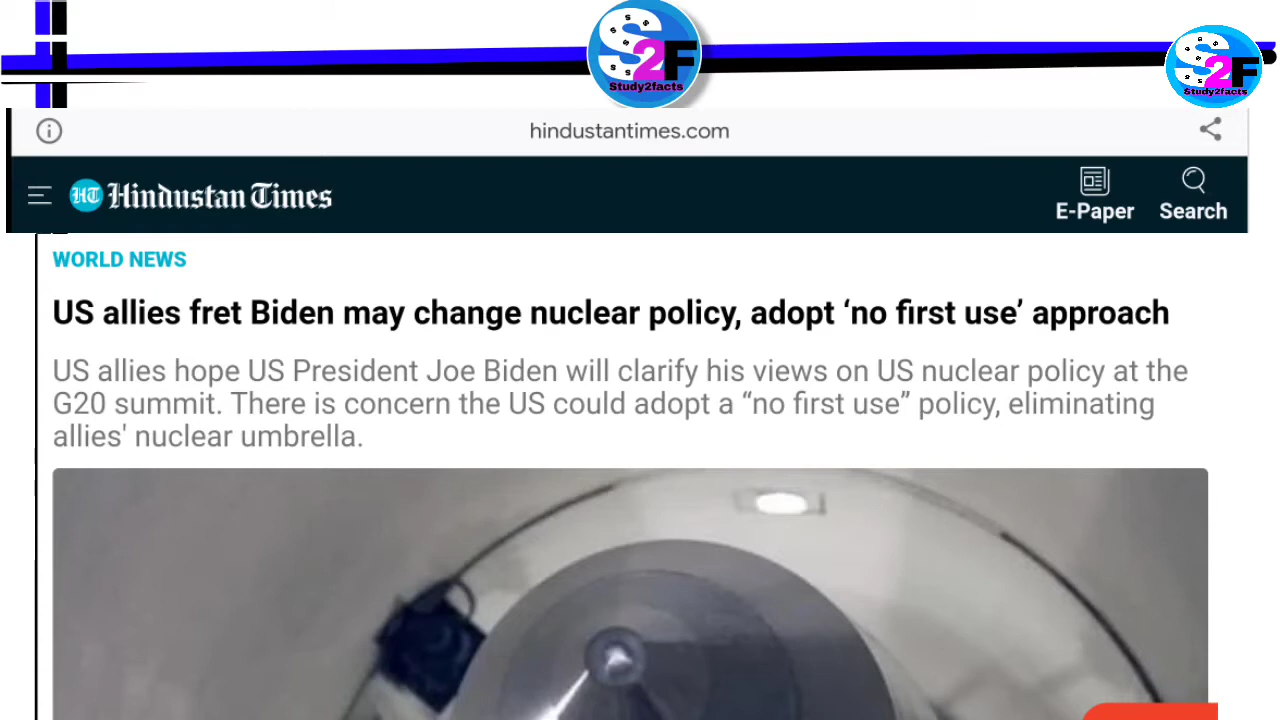 S2F
Study2facts
S2F
Study2facts
hindustantimes.com
HT Hindustan Times
E-Paper
Search
WORLD NEWS
US allies fret Biden may change nuclear policy, adopt ‘no first use’ approach
US allies hope US President Joe Biden will clarify his views on US nuclear policy at the
G20 summit. There is concern the US could adopt a “no first use” policy, eliminating
allies' nuclear umbrella.